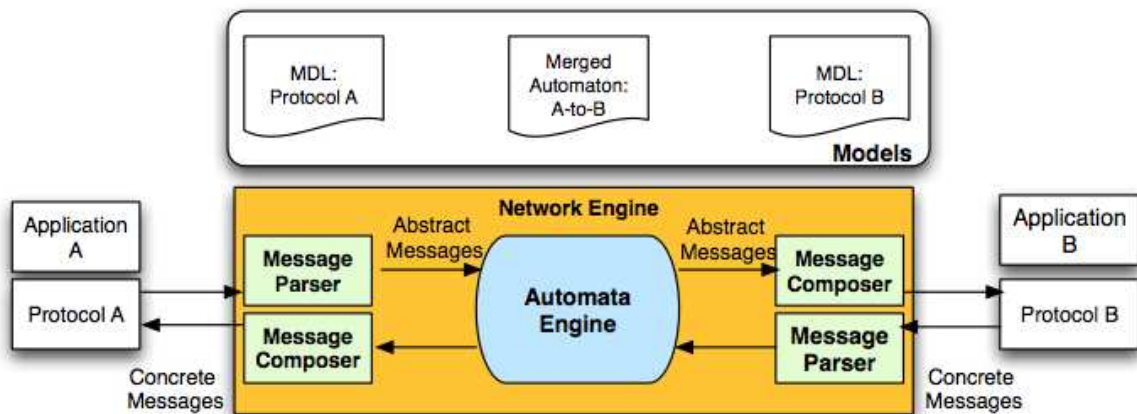 MDL:
Protocol A
Merged
Automaton:
A-to-B
MDL:
Protocol B
Models
Network Engine
Application
A
Protocol A
Abstract
Messages
Abstract
Messages
Application
B
Protocol B
Message
Parser
Message
Composer
Automata
Engine
Message
Composer
Message
Parser
Concrete
Messages
Concrete
Messages